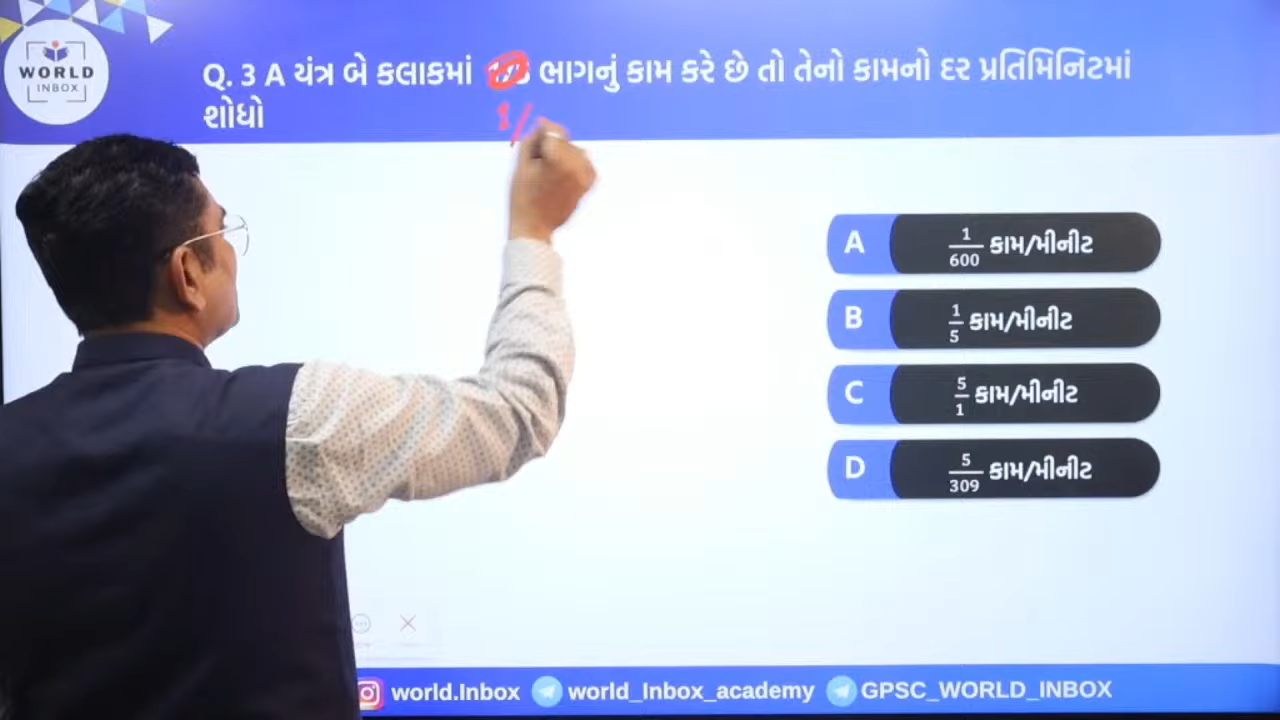 WORLD
INBOX
Q. 3 A યંત્ર બે કલાકમાં ભાગનું કામ કરે છે તો તેનો કામનો દર પ્રતિમિનિટમાં
શોધો
1/
A 1/600 કામ/મીનીટ
B 1/5 કામ/મીનીટ
C 5/1 કામ/મીનીટ
D 5/309 કામ/મીનીટ
world.Inbox world_Inbox_academy GPSC_WORLD_INBOX